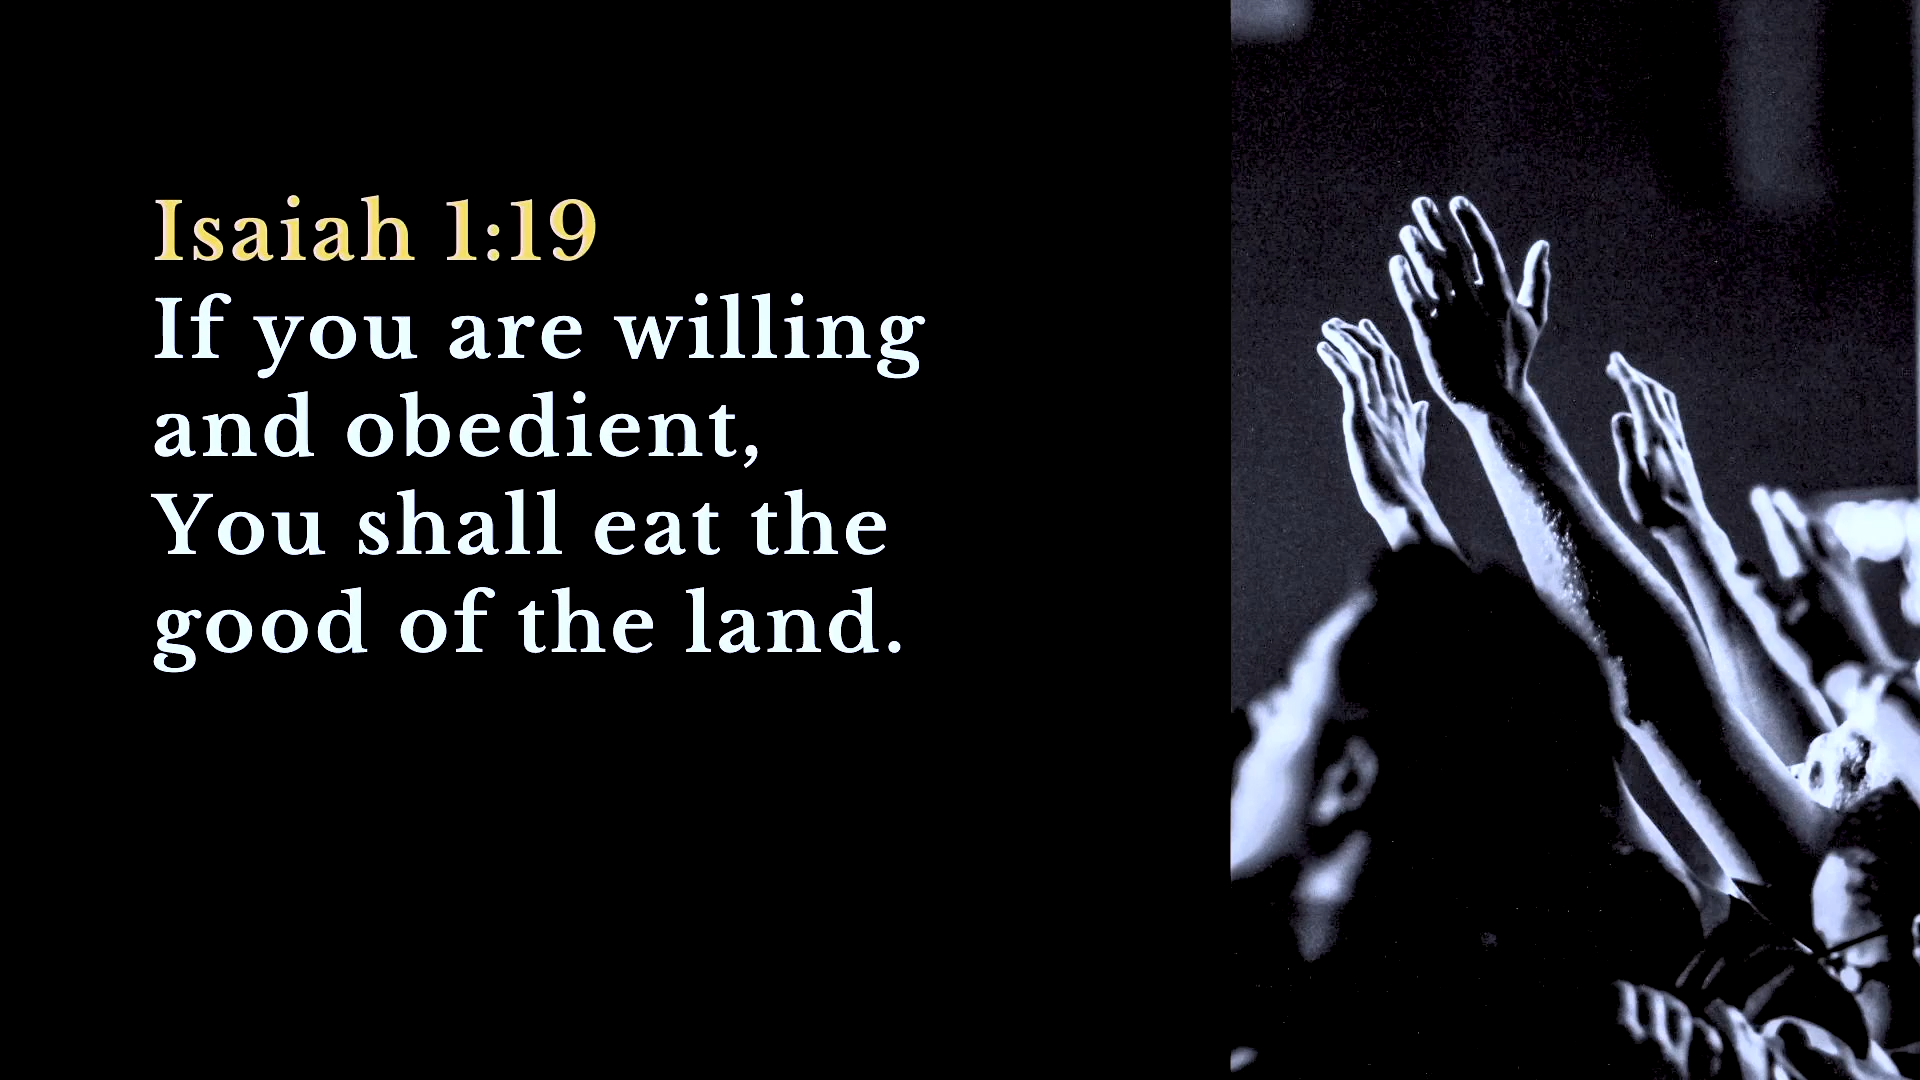 Isaiah 1:19
If you are willing
and obedient,
You shall eat the
good of the land.